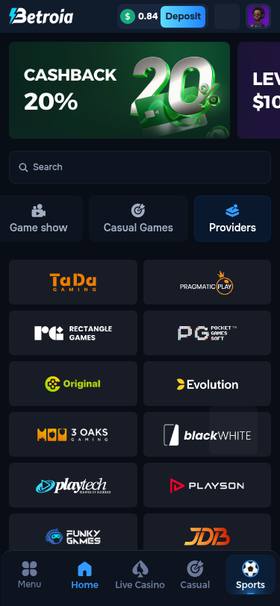 Betroia
$ 0.84 Deposit
CASHBACK
20%
20
LEV
$10
Search
Game show
Casual Games
Providers
TaDa
GAMING
PRAGMATIC PLAY
RG RECTANGLE
GAMES
PG POCKET™
GAMES
SOFT
Original
Evolution
3 OAKS
GAMING
blackWHITE
playtech
PLAYSON
FUNKY
GAMES
JDB
Menu
Home
Live Casino
Casual
Sports